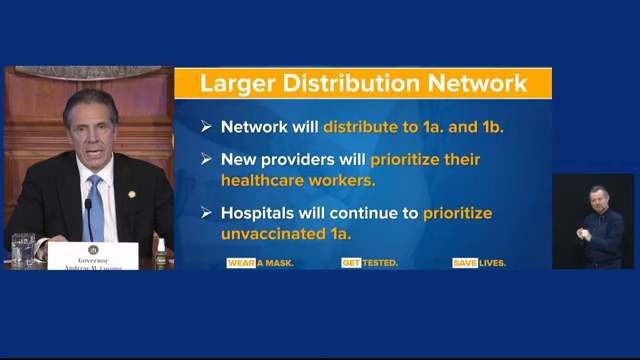 Larger Distribution Network
➢ Network will distribute to 1a. and 1b.
➢ New providers will prioritize their
healthcare workers.
➢ Hospitals will continue to prioritize
unvaccinated 1a.
WEAR A MASK. GET TESTED. SAVE LIVES.
Governor
Andrew M. Cuomo